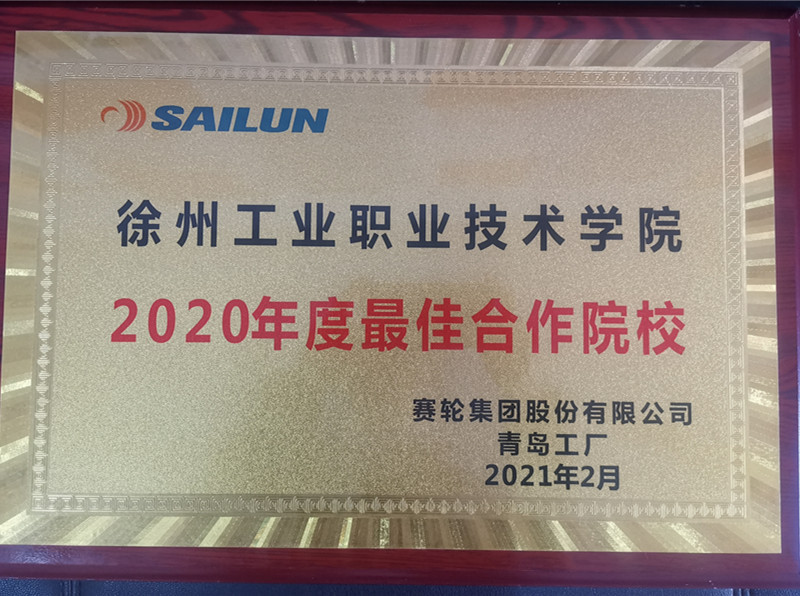 SAILUN
徐州工业职业技术学院
2020年度最佳合作院校
赛轮集团股份有限公司
青岛工厂
2021年2月